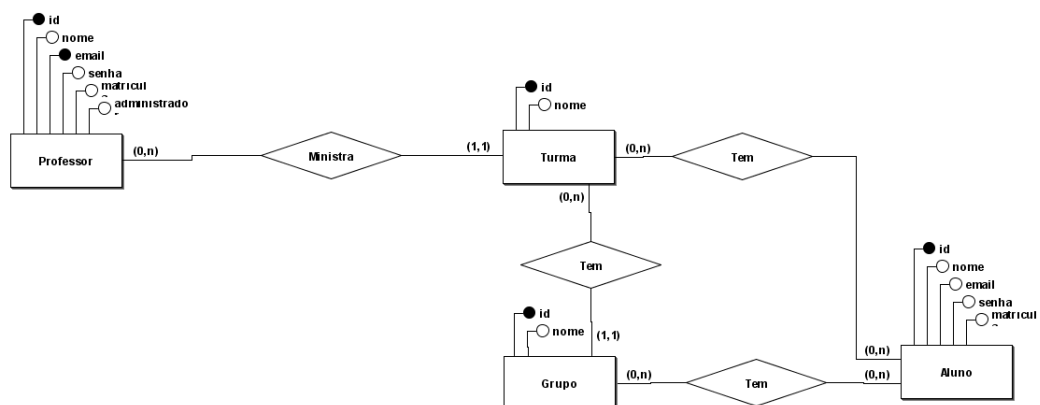 id
nome
email
senha
matricul
administrado
Professor
(0,n)
Ministra
(1,1)
id
nome
Turma
(0,n)
Tem
(0,n)
Tem
id
nome
email
senha
matricul
id
nome
(1,1)
Grupo
(0,n)
Tem
(0,n)
(0,n)
Aluno